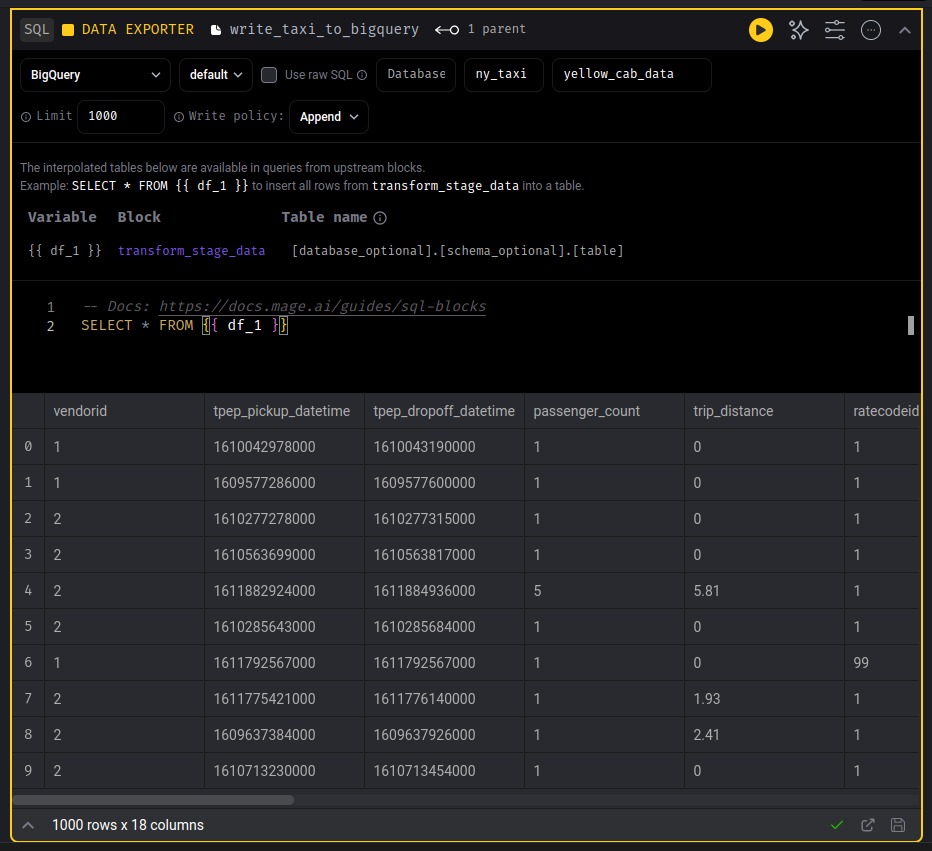 SQL DATA EXPORTER write_taxi_to_bigquery 1 parent
BigQuery default Use raw SQL Database ny_taxi yellow_cab_data
Limit 1000 Write policy: Append
The interpolated tables below are available in queries from upstream blocks.
Example: SELECT * FROM {{ df_1 }} to insert all rows from transform_stage_data into a table.
Variable Block Table name
{{ df_1 }} transform_stage_data [database_optional].[schema_optional].[table]
1 -- Docs: https://docs.mage.ai/guides/sql-blocks
2 SELECT * FROM {{ df_1 }}
vendorid tpep_pickup_datetime tpep_dropoff_datetime passenger_count trip_distance ratecodeid
0 1 1610042978000 1610043190000 1 0 1
1 1 1609577286000 1609577600000 1 0 1
2 2 1610277278000 1610277315000 1 0 1
3 2 1610563699000 1610563817000 1 0 1
4 2 1611882924000 1611884936000 5 5.81 1
5 2 1610285643000 1610285684000 1 0 1
6 1 1611792567000 1611792567000 1 0 99
7 2 1611775421000 1611776140000 1 1.93 1
8 2 1609637384000 1609637926000 1 2.41 1
9 2 1610713230000 1610713454000 1 0 1
1000 rows x 18 columns